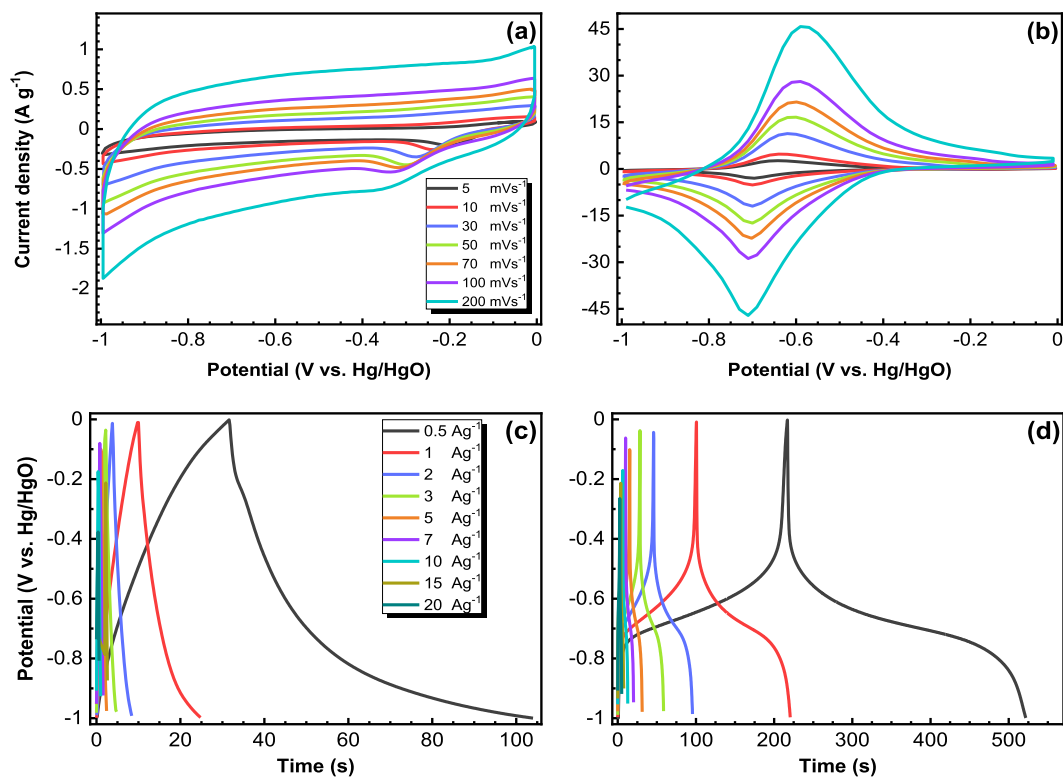 (a)
1
0.5
0
-0.5
-1
-1.5
-2
Current density (A g⁻¹)
-1
-0.8
-0.6
-0.4
-0.2
0
Potential (V vs. Hg/HgO)
5 mVs⁻¹
10 mVs⁻¹
30 mVs⁻¹
50 mVs⁻¹
70 mVs⁻¹
100 mVs⁻¹
200 mVs⁻¹
(b)
45
30
15
0
-15
-30
-45
-1
-0.8
-0.6
-0.4
-0.2
0
Potential (V vs. Hg/HgO)
(c)
0
-0.2
-0.4
-0.6
-0.8
-1
Potential (V vs. Hg/HgO)
0
20
40
60
80
100
Time (s)
0.5 Ag⁻¹
1 Ag⁻¹
2 Ag⁻¹
3 Ag⁻¹
5 Ag⁻¹
7 Ag⁻¹
10 Ag⁻¹
15 Ag⁻¹
20 Ag⁻¹
(d)
0
-0.2
-0.4
-0.6
-0.8
-1
0
100
200
300
400
500
Time (s)